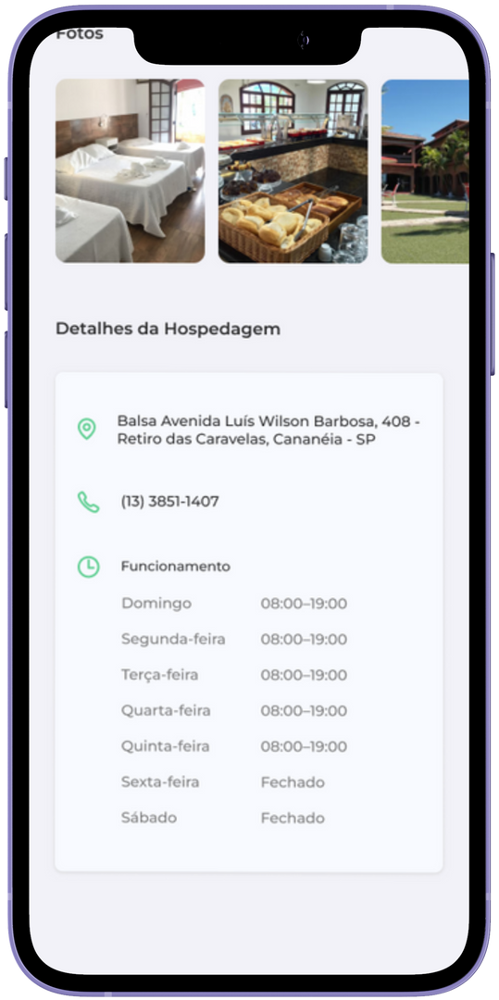 Fotos
Detalhes da Hospedagem
Balsa Avenida Luís Wilson Barbosa, 408 -
Retiro das Caravelas, Cananéia - SP
(13) 3851-1407
Funcionamento
Domingo 08:00–19:00
Segunda-feira 08:00–19:00
Terça-feira 08:00–19:00
Quarta-feira 08:00–19:00
Quinta-feira 08:00–19:00
Sexta-feira Fechado
Sábado Fechado